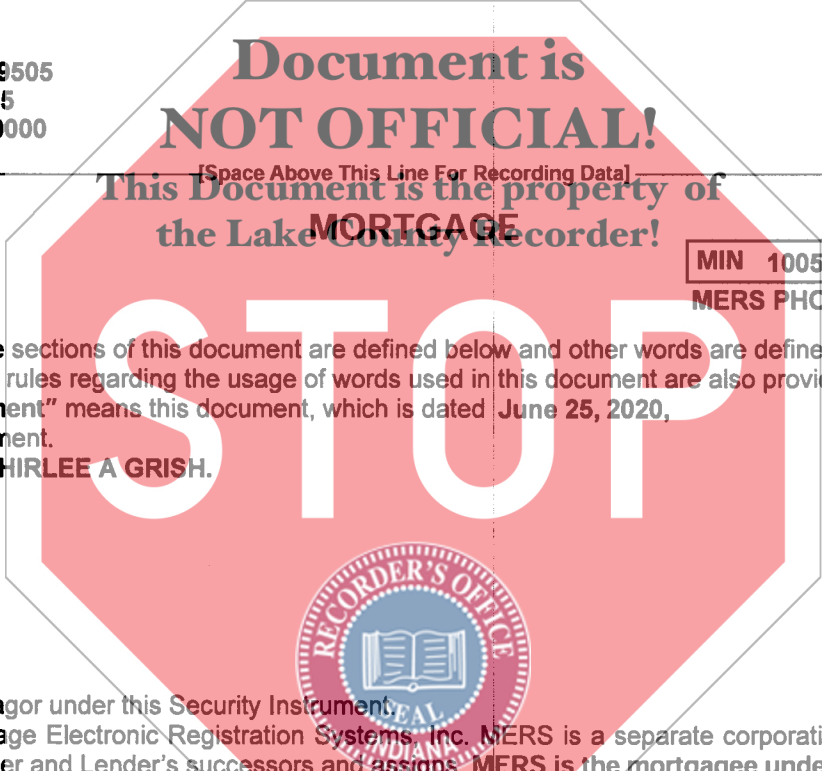 9505
5
0000
Document is
NOT OFFICIAL!
[Space Above This Line For Recording Data]
This Document is the property of
the Lake County Recorder!
MORTGAGE
MIN 1005
MERS PHO
sections of this document are defined below and other words are define
rules regarding the usage of words used in this document are also provi
ent" means this document, which is dated June 25, 2020,
ment.
HIRLEE A GRISH.
STOP
RECORDER'S OFFICE
SEAL
INDIANA
agor under this Security Instrument.
age Electronic Registration Systems, Inc. MERS is a separate corporati
er and Lender's successors and assigns. MERS is the mortgagee unde